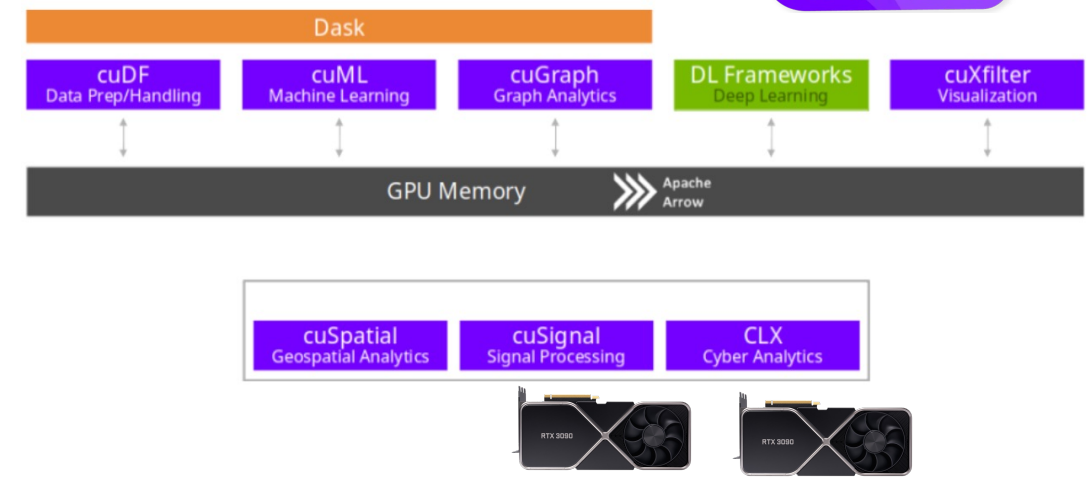 Dask
cuDF
Data Prep/Handling
cuML
Machine Learning
cuGraph
Graph Analytics
DL Frameworks
Deep Learning
cuXfilter
Visualization
GPU Memory
Apache
Arrow
cuSpatial
Geospatial Analytics
cuSignal
Signal Processing
CLX
Cyber Analytics
RTX 3090
RTX 3090